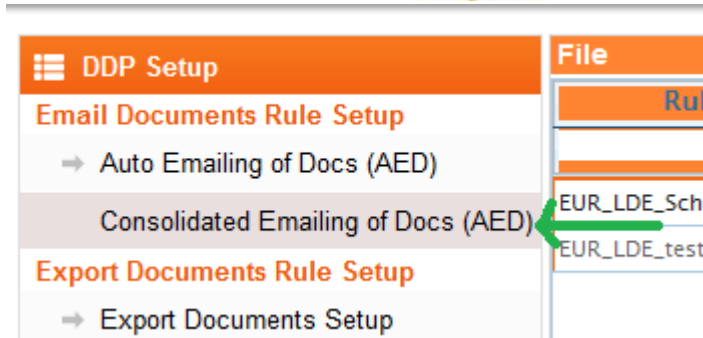 DDP Setup
File
Email Documents Rule Setup
Auto Emailing of Docs (AED)
Consolidated Emailing of Docs (AED)
EUR_LDE_Sch
EUR_LDE_test
Export Documents Rule Setup
Export Documents Setup